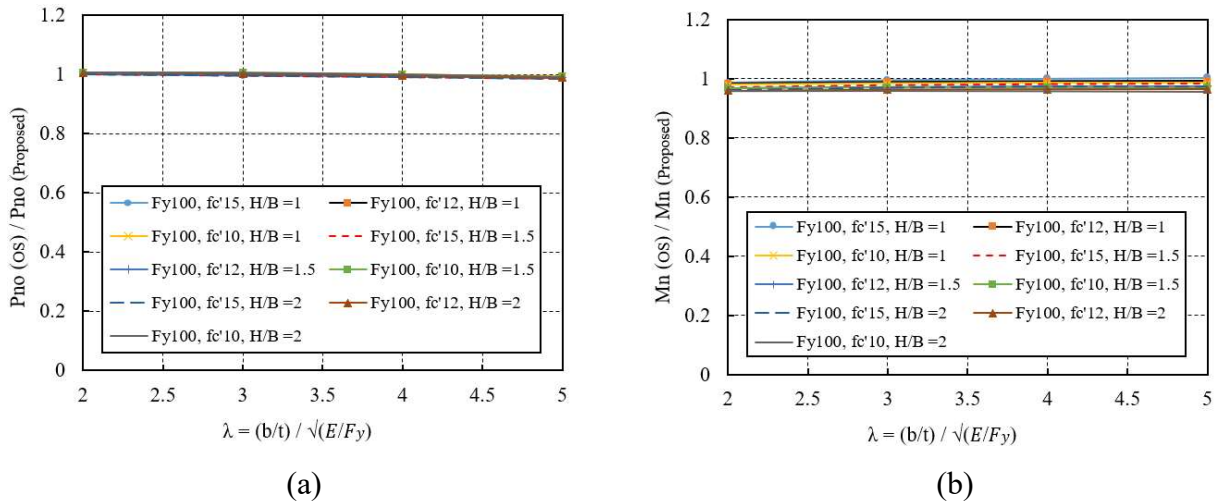 1.2
1
0.8
0.6
0.4
0.2
0
Pno (OS) / Pno (Proposed)
Fy100, fc'15, H/B =1
Fy100, fc'12, H/B =1
Fy100, fc'10, H/B =1
Fy100, fc'15, H/B =1.5
Fy100, fc'12, H/B =1.5
Fy100, fc'10, H/B =1.5
Fy100, fc'15, H/B =2
Fy100, fc'12, H/B =2
Fy100, fc'10, H/B =2
2 2.5 3 3.5 4 4.5 5
λ = (b/t) / √(E/Fy)
(a)
1.2
1
0.8
0.6
0.4
0.2
0
Mn (OS) / Mn (Proposed)
Fy100, fc'15, H/B =1
Fy100, fc'12, H/B =1
Fy100, fc'10, H/B =1
Fy100, fc'15, H/B =1.5
Fy100, fc'12, H/B =1.5
Fy100, fc'10, H/B =1.5
Fy100, fc'15, H/B =2
Fy100, fc'12, H/B =2
Fy100, fc'10, H/B =2
2 2.5 3 3.5 4 4.5 5
λ = (b/t) / √(E/Fy)
(b)